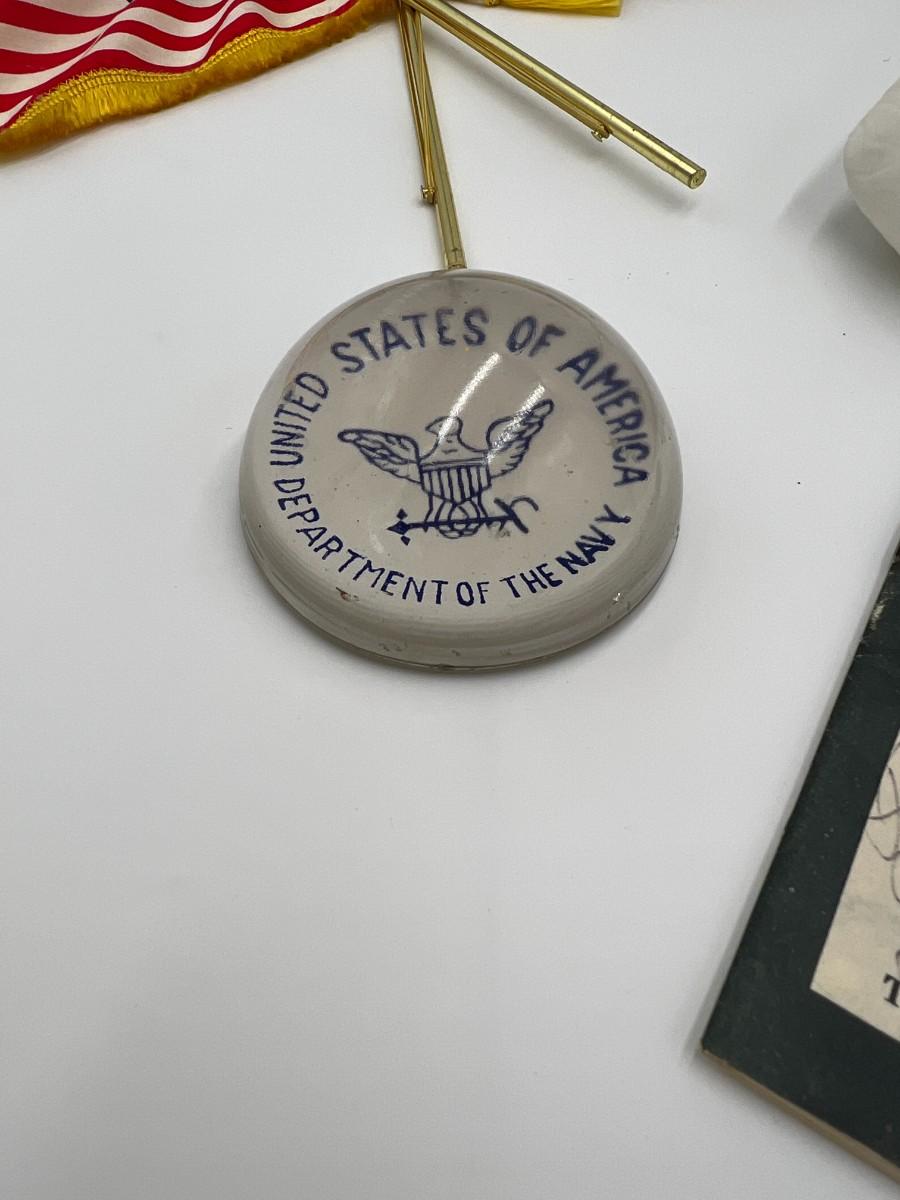 UNITED STATES OF AMERICA
DEPARTMENT OF THE NAVY